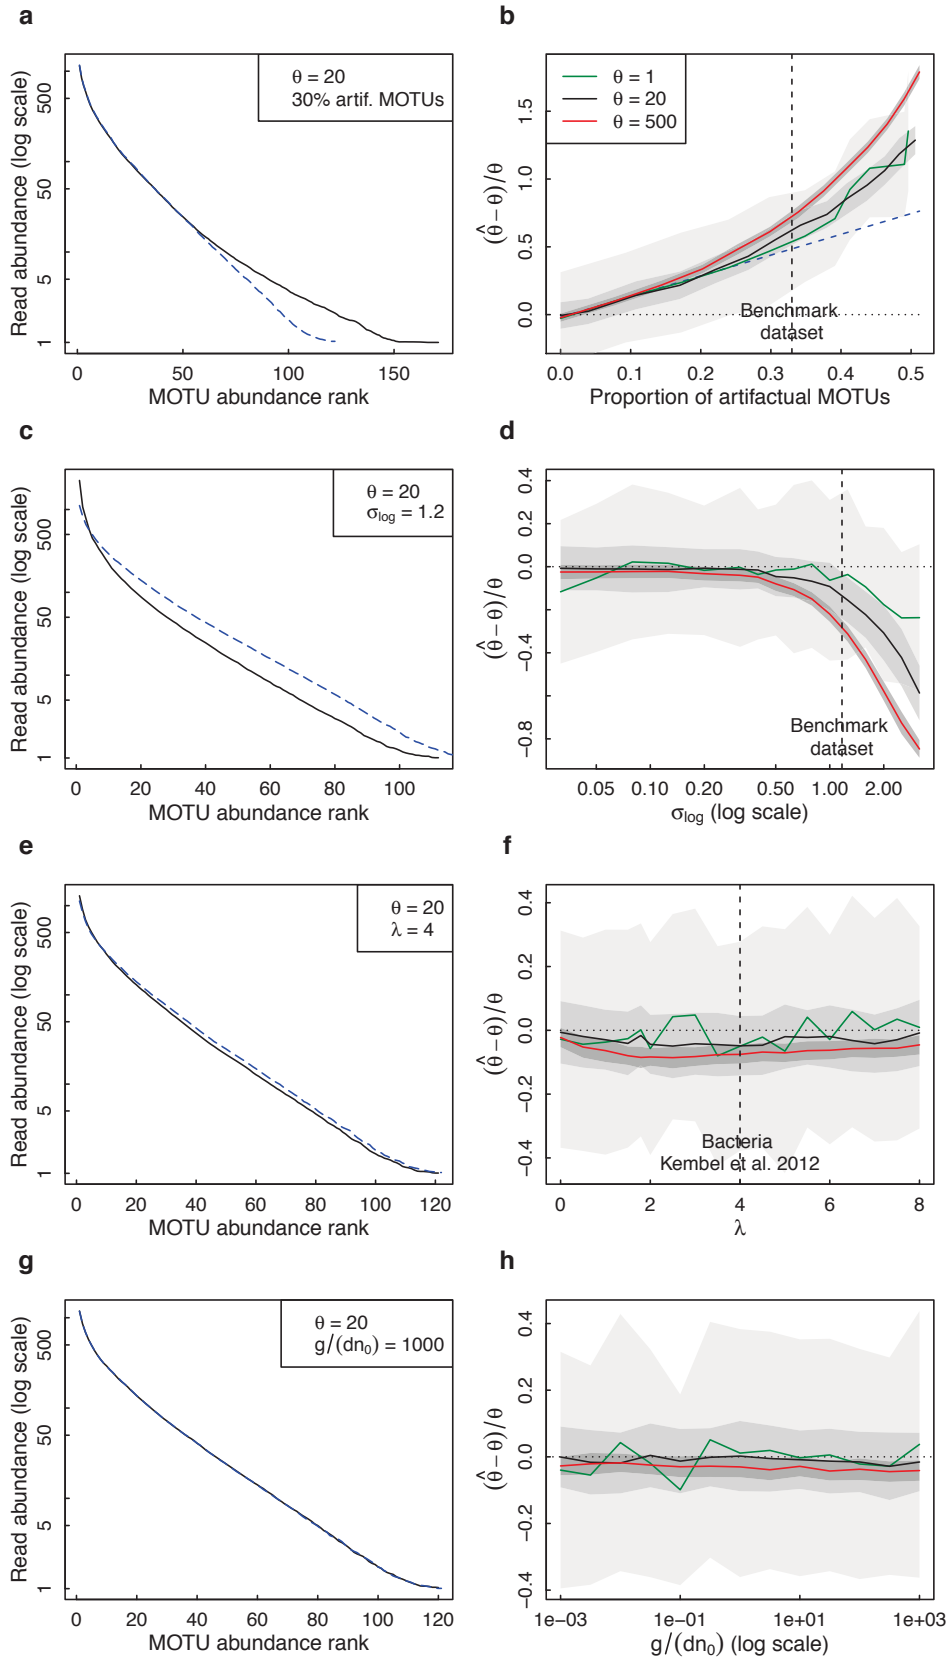 a
θ = 20
30% artif. MOTUs
Read abundance (log scale)
500
50
5
1
0
50
100
150
MOTU abundance rank
b
θ = 1
θ = 20
θ = 500
(θ̂ − θ)/θ
1.5
1.0
0.5
0.0
Benchmark
dataset
0.0
0.1
0.2
0.3
0.4
0.5
Proportion of artifactual MOTUs
c
θ = 20
σlog = 1.2
Read abundance (log scale)
500
50
5
1
0
20
40
60
80
100
MOTU abundance rank
d
(θ̂ − θ)/θ
0.4
0.2
0.0
−0.4
−0.8
Benchmark
dataset
0.05
0.10
0.20
0.50
1.00
2.00
σlog (log scale)
e
θ = 20
λ = 4
Read abundance (log scale)
500
50
5
1
0
20
40
60
80
100
120
MOTU abundance rank
f
(θ̂ − θ)/θ
0.4
0.2
0.0
−0.2
−0.4
Bacteria
Kembel et al. 2012
0
2
4
6
8
λ
g
θ = 20
g/(dn0) = 1000
Read abundance (log scale)
500
50
5
1
0
20
40
60
80
100
120
MOTU abundance rank
h
(θ̂ − θ)/θ
0.4
0.2
0.0
−0.2
−0.4
1e−03
1e−01
1e+01
1e+03
g/(dn0) (log scale)